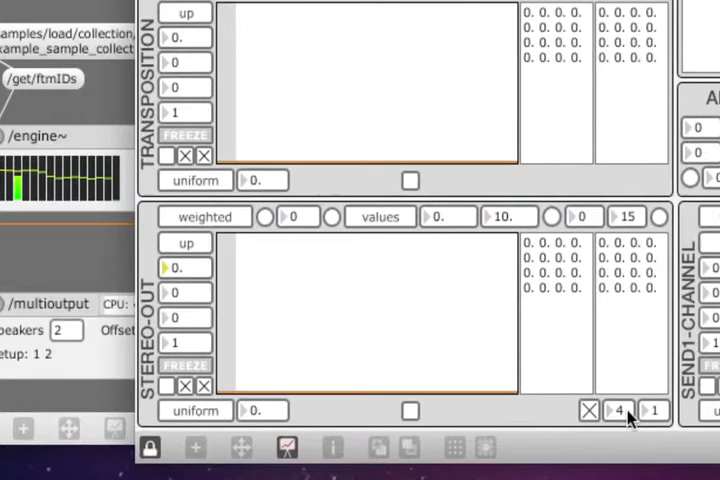 amples/load/collection,
xample_sample_collect
/get/ftmIDs
/engine~
/multioutput CPU:
peakers 2 Offset
etup: 1 2
TRANSPOSITION
up
0.
0
0
1
FREEZE
uniform 0.
0. 0. 0. 0. 0. 0. 0. 0.
0. 0. 0. 0. 0. 0. 0. 0.
0. 0. 0. 0. 0. 0. 0. 0.
0. 0. 0. 0. 0. 0. 0. 0.
weighted 0 values 0. 10. 0 15
STEREO-OUT
up
0.
0
0
1
FREEZE
uniform 0. 4 1
0. 0. 0. 0. 0. 0. 0. 0.
0. 0. 0. 0. 0. 0. 0. 0.
0. 0. 0. 0. 0. 0. 0. 0.
0. 0. 0. 0. 0. 0. 0. 0.
0
0
SEND1-CHANNEL
0
0
0
1